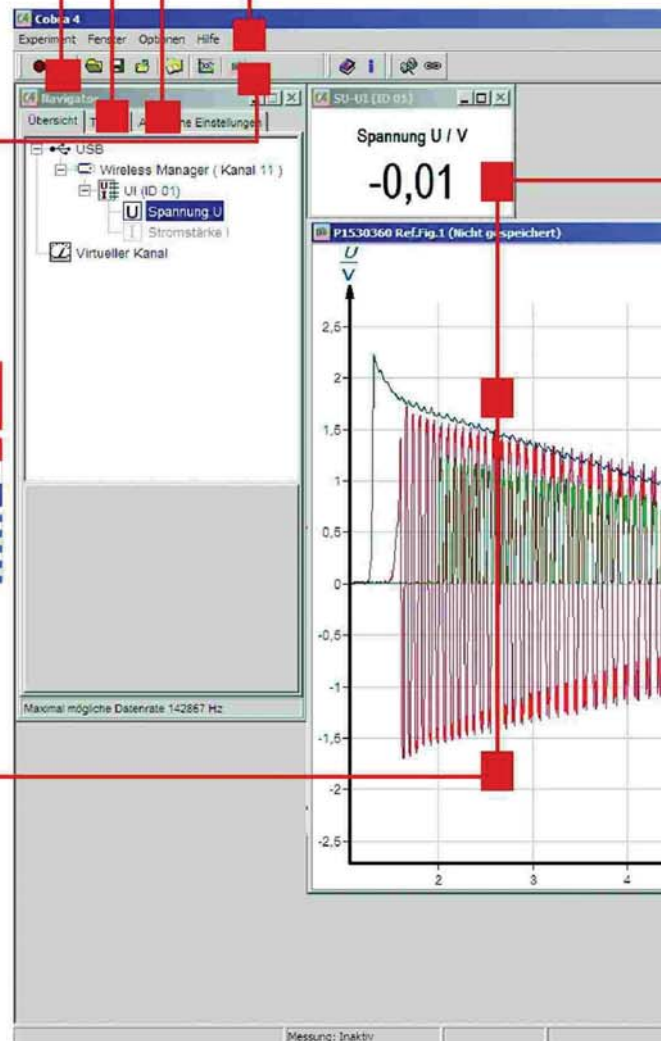 Cobra 4
Experiment Fenster Optionen Hilfe
Navigator
Übersicht Einstellungen
USB
Wireless Manager ( Kanal 11 )
UI (ID 01)
U Spannung U
I Stromstärke I
Virtueller Kanal
Maximal mögliche Datenrate 142867 Hz
SU-UI (ID 01)
Spannung U / V
-0,01
P1530360 Ref.Fig.1 (Nicht gespeichert)
U
V
2,5
2
1,5
1
0,5
0
-0,5
-1
-1,5
-2
-2,5
2 3 4
Messung: Inaktiv